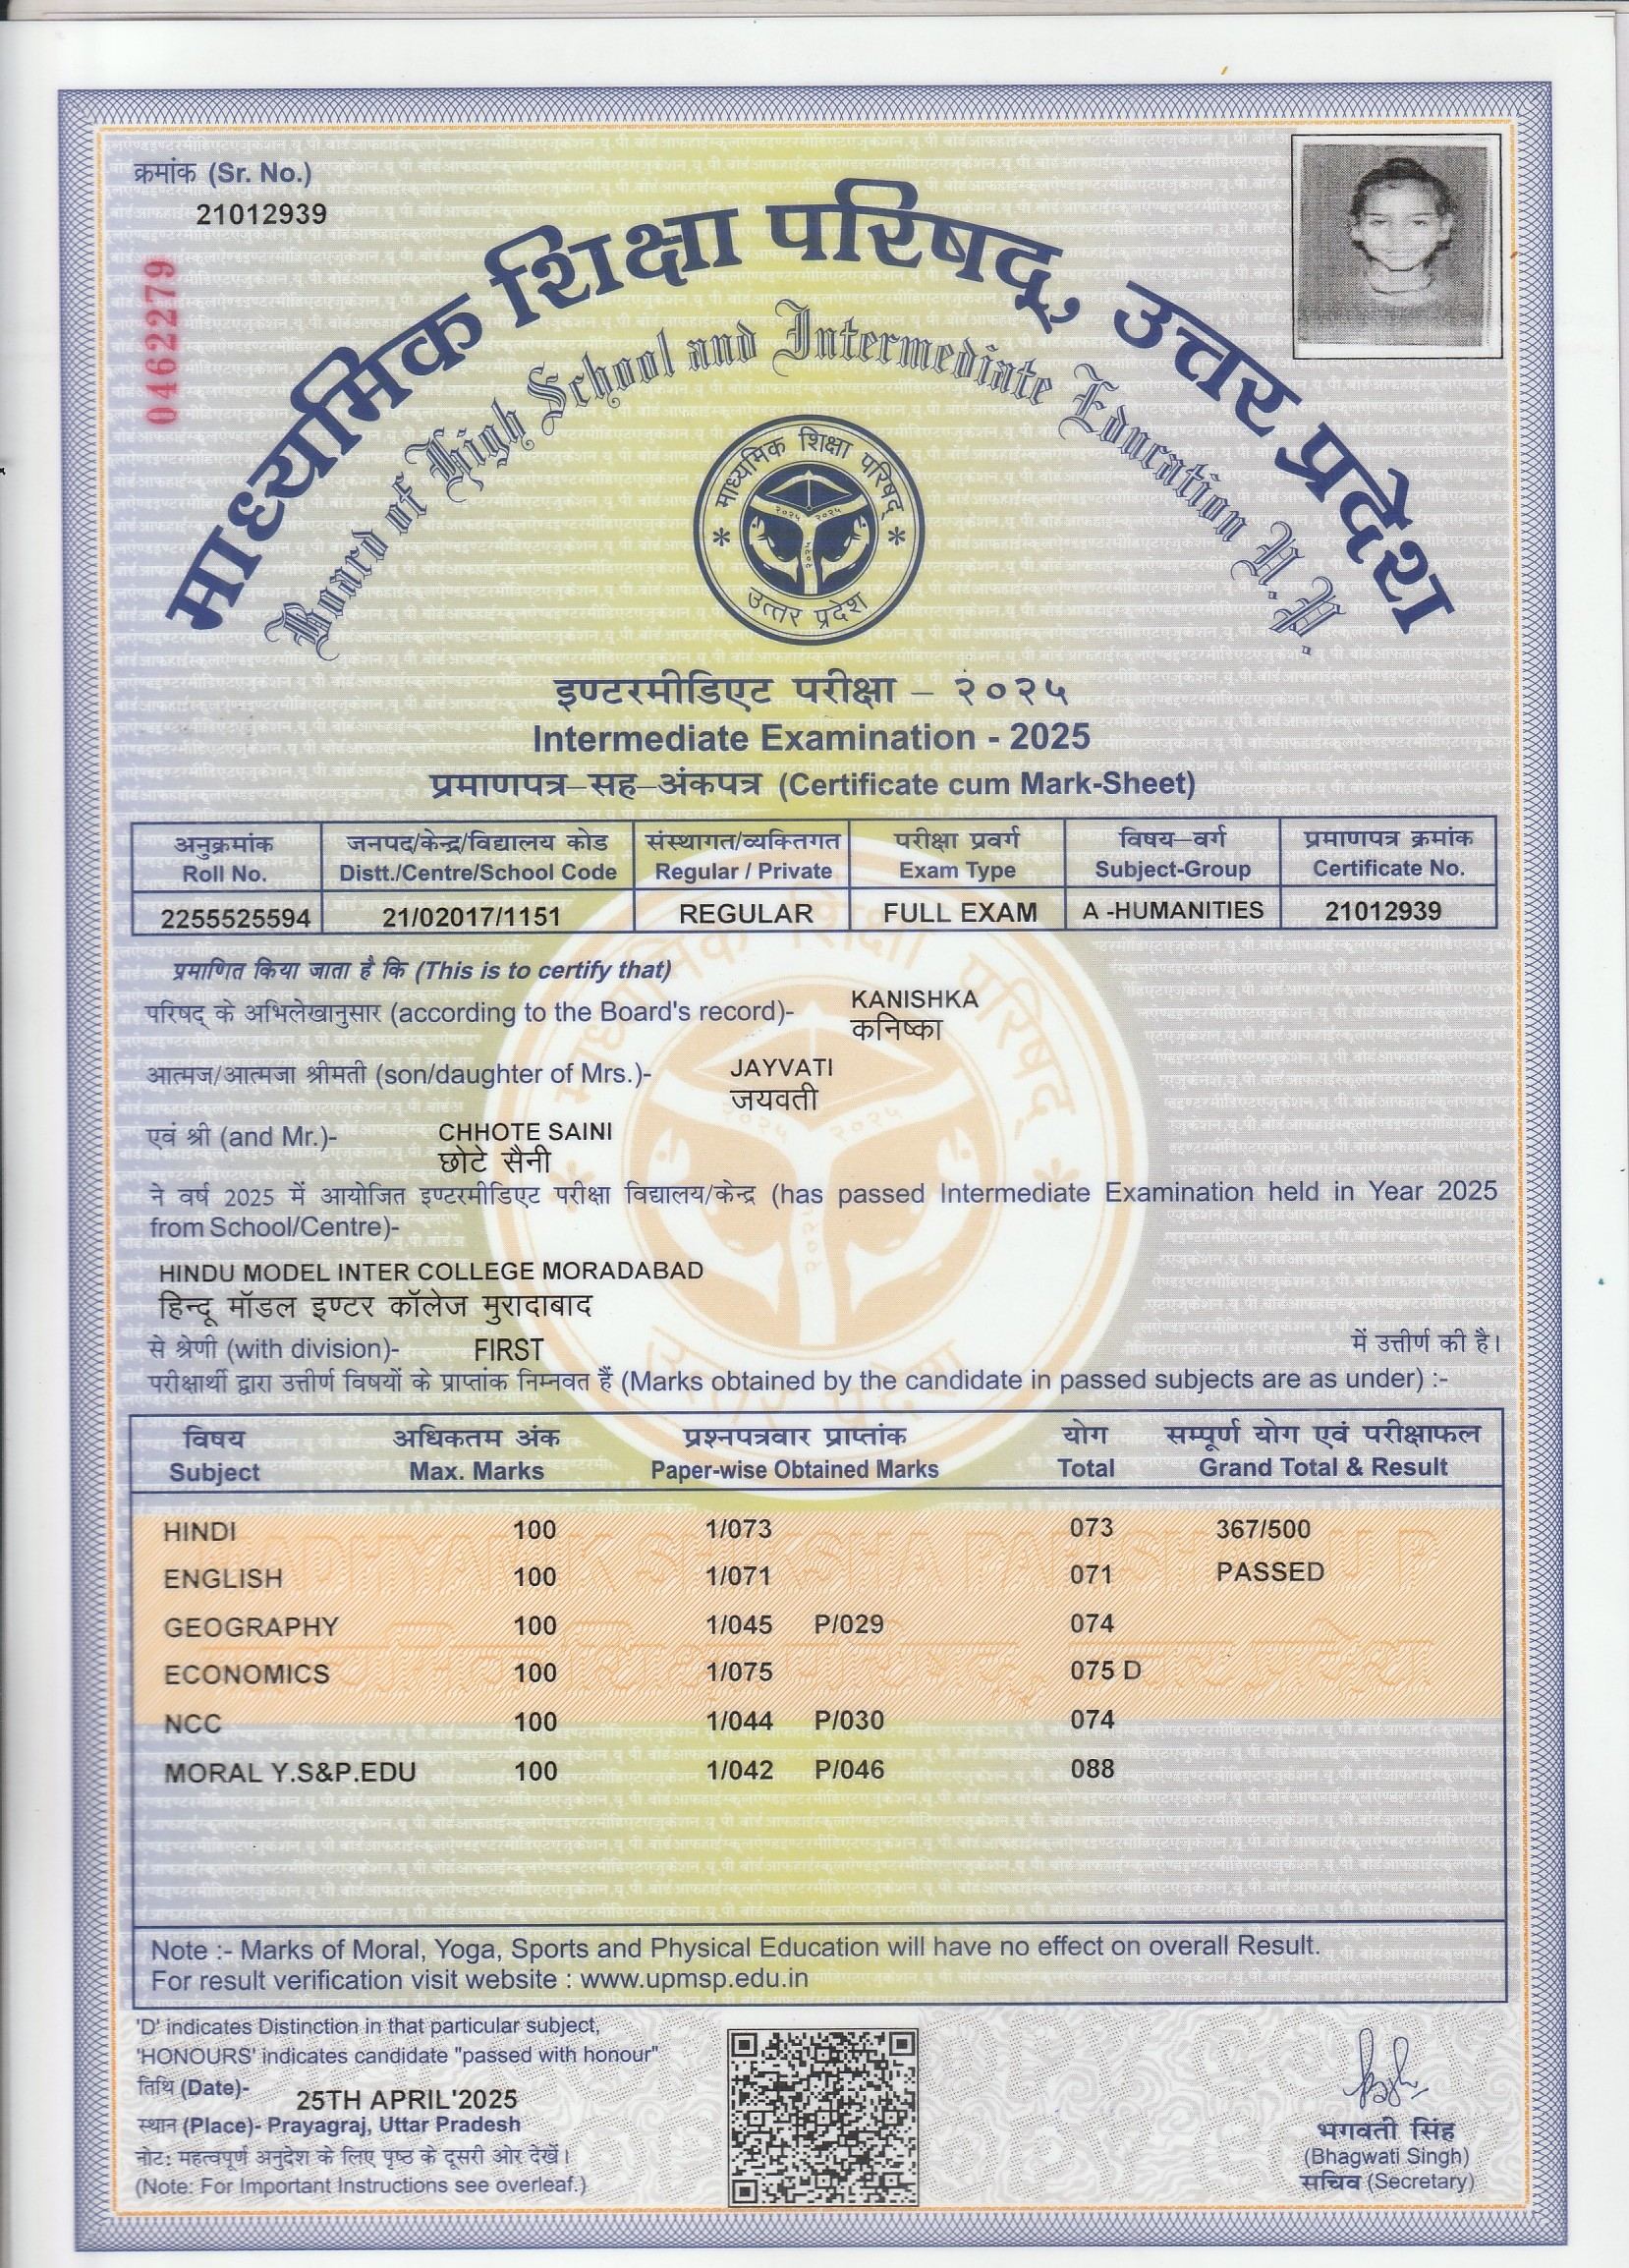 क्रमांक (Sr. No.)
21012939
0462279
माध्यमिक शिक्षा परिषद्, उत्तर प्रदेश
Board of High School and Intermediate Education U.P.
माध्यमिक शिक्षा परिषद्
२०२५ २०२५
२०२५
उत्तर प्रदेश
इण्टरमीडिएट परीक्षा – २०२५
Intermediate Examination - 2025
प्रमाणपत्र–सह–अंकपत्र (Certificate cum Mark-Sheet)
अनुक्रमांक जनपद/केन्द्र/विद्यालय कोड संस्थागत/व्यक्तिगत परीक्षा प्रवर्ग विषय–वर्ग प्रमाणपत्र क्रमांक
Roll No. Distt./Centre/School Code Regular / Private Exam Type Subject-Group Certificate No.
2255525594 21/02017/1151 REGULAR FULL EXAM A -HUMANITIES 21012939
प्रमाणित किया जाता है कि (This is to certify that)
परिषद् के अभिलेखानुसार (according to the Board's record)- KANISHKA
कनिष्का
आत्मज/आत्मजा श्रीमती (son/daughter of Mrs.)- JAYVATI
जयवती
एवं श्री (and Mr.)- CHHOTE SAINI
छोटे सैनी
ने वर्ष 2025 में आयोजित इण्टरमीडिएट परीक्षा विद्यालय/केन्द्र (has passed Intermediate Examination held in Year 2025
from School/Centre)-
HINDU MODEL INTER COLLEGE MORADABAD
हिन्दू मॉडल इण्टर कॉलेज मुरादाबाद
से श्रेणी (with division)- FIRST में उत्तीर्ण की है।
परीक्षार्थी द्वारा उत्तीर्ण विषयों के प्राप्तांक निम्नवत हैं (Marks obtained by the candidate in passed subjects are as under) :-
विषय अधिकतम अंक प्रश्नपत्रवार प्राप्तांक योग सम्पूर्ण योग एवं परीक्षाफल
Subject Max. Marks Paper-wise Obtained Marks Total Grand Total & Result
HINDI 100 1/073 073 367/500
ENGLISH 100 1/071 071 PASSED
GEOGRAPHY 100 1/045 P/029 074
ECONOMICS 100 1/075 075 D
NCC 100 1/044 P/030 074
MORAL Y.S&P.EDU 100 1/042 P/046 088
Note :- Marks of Moral, Yoga, Sports and Physical Education will have no effect on overall Result.
For result verification visit website : www.upmsp.edu.in
'D' indicates Distinction in that particular subject,
'HONOURS' indicates candidate "passed with honour"
तिथि (Date)- 25TH APRIL'2025
स्थान (Place)- Prayagraj, Uttar Pradesh
नोट: महत्वपूर्ण अनुदेश के लिए पृष्ठ के दूसरी ओर देखें।
(Note: For Important Instructions see overleaf.)
भगवती सिंह
(Bhagwati Singh)
सचिव (Secretary)